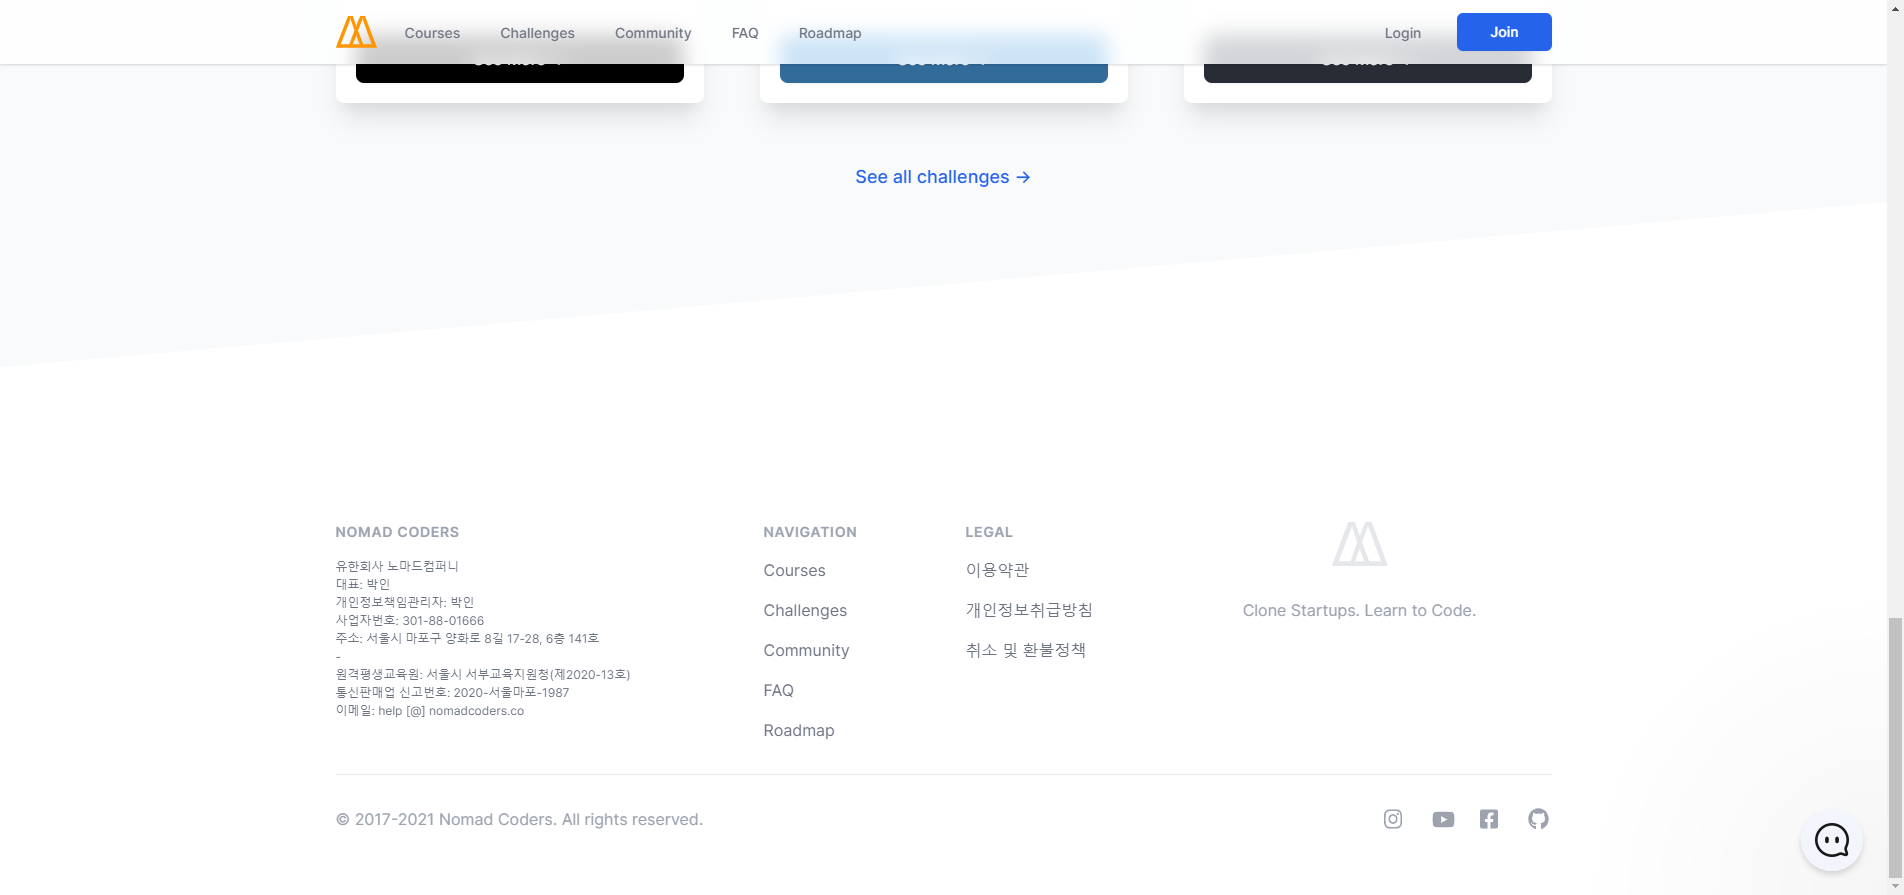 Courses
Challenges
Community
FAQ
Roadmap
Login
Join
See all challenges →
NOMAD CODERS
유한회사 노마드컴퍼니
대표: 박인
개인정보책임관리자: 박인
사업자번호: 301-88-01666
주소: 서울시 마포구 양화로 8길 17-28, 6층 141호
-
원격평생교육원: 서울시 서부교육지원청(제2020-13호)
통신판매업 신고번호: 2020-서울마포-1987
이메일: help [@] nomadcoders.co
NAVIGATION
Courses
Challenges
Community
FAQ
Roadmap
LEGAL
이용약관
개인정보취급방침
취소 및 환불정책
Clone Startups. Learn to Code.
© 2017-2021 Nomad Coders. All rights reserved.